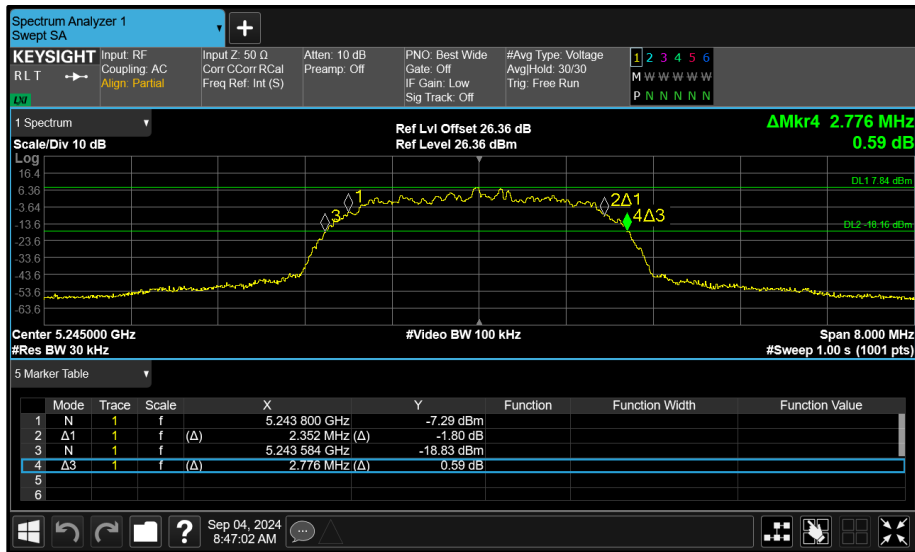 Spectrum Analyzer 1
Swept SA
KEYSIGHT
R L T
LXI
Input: RF
Coupling: AC
Align: Partial
Input Z: 50 Ω
Corr CCorr RCal
Freq Ref: Int (S)
Atten: 10 dB
Preamp: Off
PNO: Best Wide
Gate: Off
IF Gain: Low
Sig Track: Off
#Avg Type: Voltage
Avg|Hold: 30/30
Trig: Free Run
1 2 3 4 5 6
M W W W W W
P N N N N N
1 Spectrum
Scale/Div 10 dB
Ref Lvl Offset 26.36 dB
Ref Level 26.36 dBm
ΔMkr4 2.776 MHz
0.59 dB
Log
16.4
6.36
-3.64
-13.6
-23.6
-33.6
-43.6
-53.6
-63.6
DL1 7.84 dBm
1
2Δ1
3
4Δ3
DL2 -18.16 dBm
Center 5.245000 GHz
#Res BW 30 kHz
#Video BW 100 kHz
Span 8.000 MHz
#Sweep 1.00 s (1001 pts)
5 Marker Table
Mode Trace Scale X Y Function Function Width Function Value
1 N 1 f 5.243 800 GHz -7.29 dBm
2 Δ1 1 f (Δ) 2.352 MHz (Δ) -1.80 dB
3 N 1 f 5.243 584 GHz -18.83 dBm
4 Δ3 1 f (Δ) 2.776 MHz (Δ) 0.59 dB
5
6
?
Sep 04, 2024
8:47:02 AM